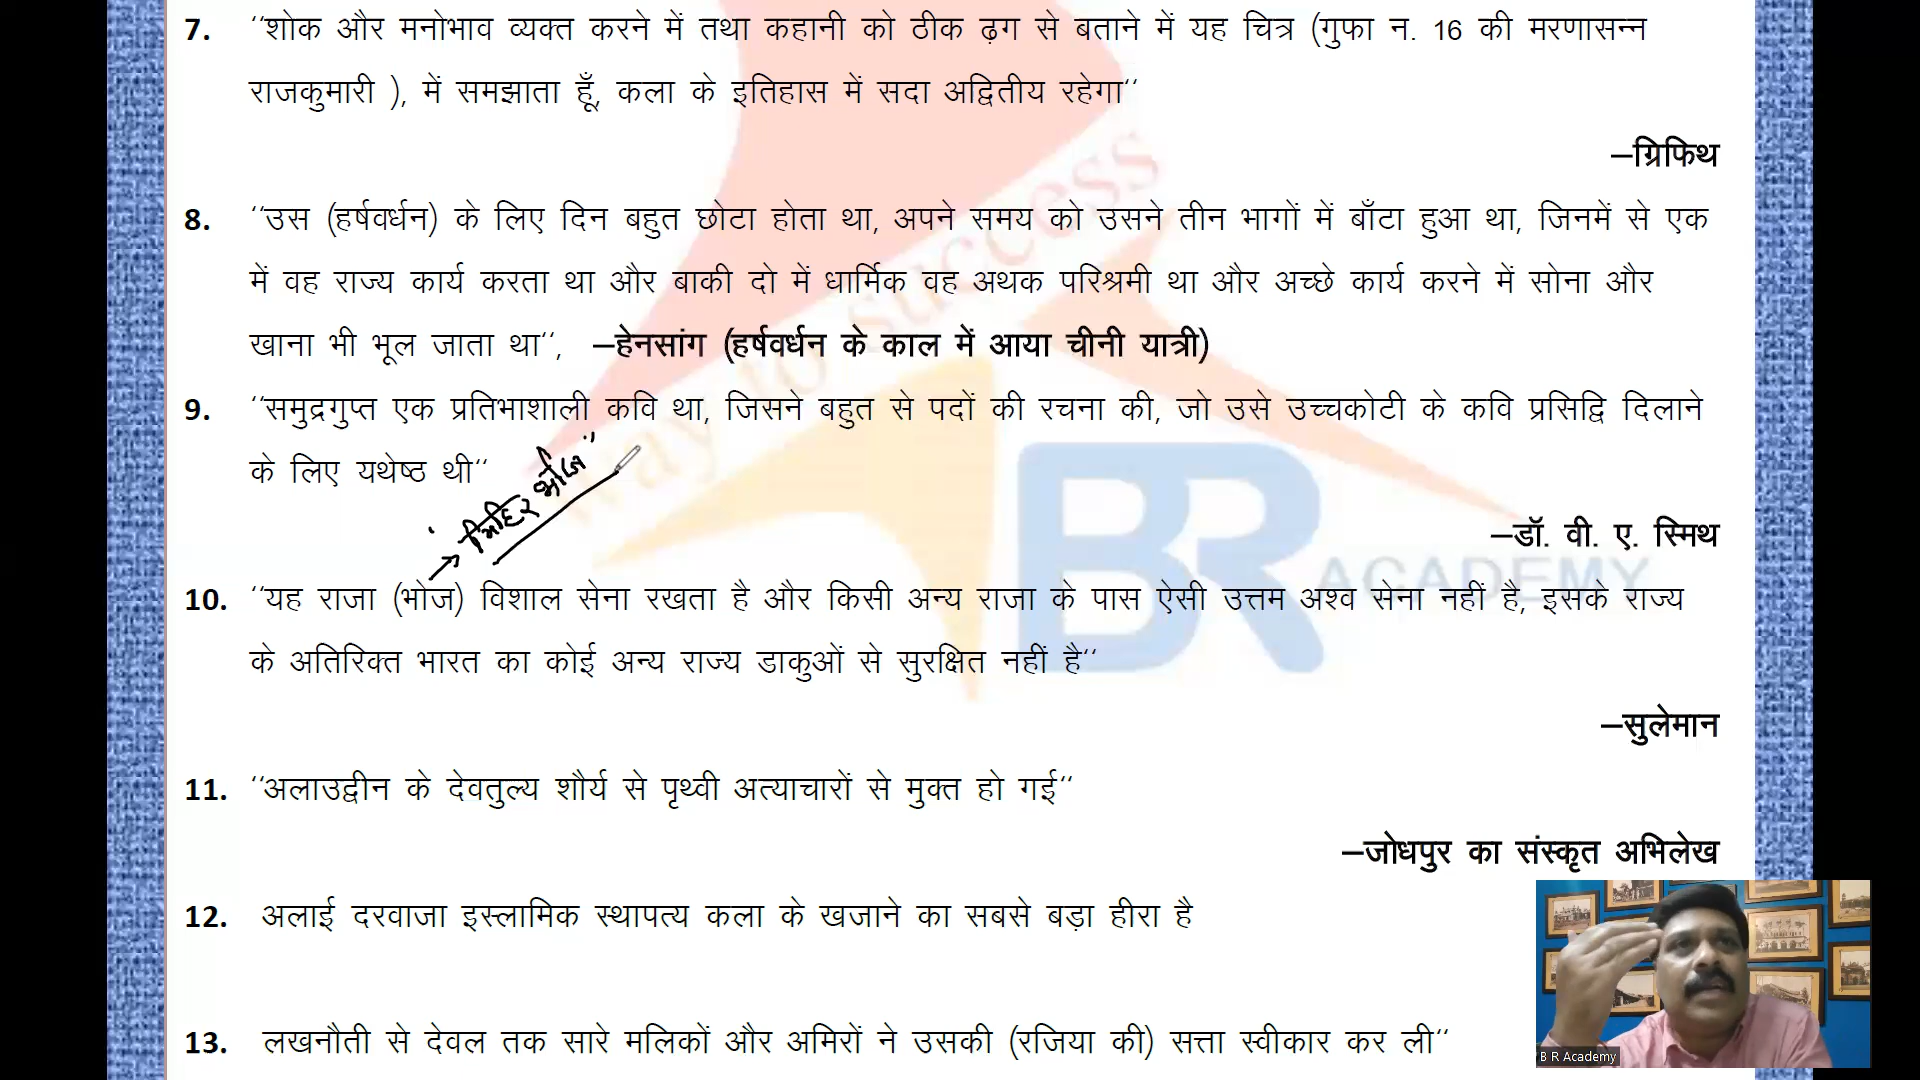 7. ‘‘शोक और मनोभाव व्यक्त करने में तथा कहानी को ठीक ढ़ग से बताने में यह चित्र (गुफा न. 16 की मरणासन्न
राजकुमारी ), में समझाता हूँ, कला के इतिहास में सदा अद्वितीय रहेगा‘‘
–ग्रिफिथ
8. ‘‘उस (हर्षवर्धन) के लिए दिन बहुत छोटा होता था, अपने समय को उसने तीन भागों में बाँटा हुआ था, जिनमें से एक
में वह राज्य कार्य करता था और बाकी दो में धार्मिक वह अथक परिश्रमी था और अच्छे कार्य करने में सोना और
खाना भी भूल जाता था‘‘, –हेनसांग (हर्षवर्धन के काल में आया चीनी यात्री)
9. ‘‘समुद्रगुप्त एक प्रतिभाशाली कवि था, जिसने बहुत से पदों की रचना की, जो उसे उच्चकोटी के कवि प्रसिद्वि दिलाने
के लिए यथेष्ठ थी‘‘
मिहिर भोज
–डॉ. वी. ए. स्मिथ
10. ‘‘यह राजा (भोज) विशाल सेना रखता है और किसी अन्य राजा के पास ऐसी उत्तम अश्व सेना नहीं है, इसके राज्य
के अतिरिक्त भारत का कोई अन्य राज्य डाकुओं से सुरक्षित नहीं है‘‘
–सुलेमान
11. ‘‘अलाउद्वीन के देवतुल्य शौर्य से पृथ्वी अत्याचारों से मुक्त हो गई‘‘
–जोधपुर का संस्कृत अभिलेख
12. अलाई दरवाजा इस्लामिक स्थापत्य कला के खजाने का सबसे बड़ा हीरा है
13. लखनौती से देवल तक सारे मलिकों और अमिरों ने उसकी (रजिया की) सत्ता स्वीकार कर ली‘‘
way to success
BR
ACADEMY
B R Academy